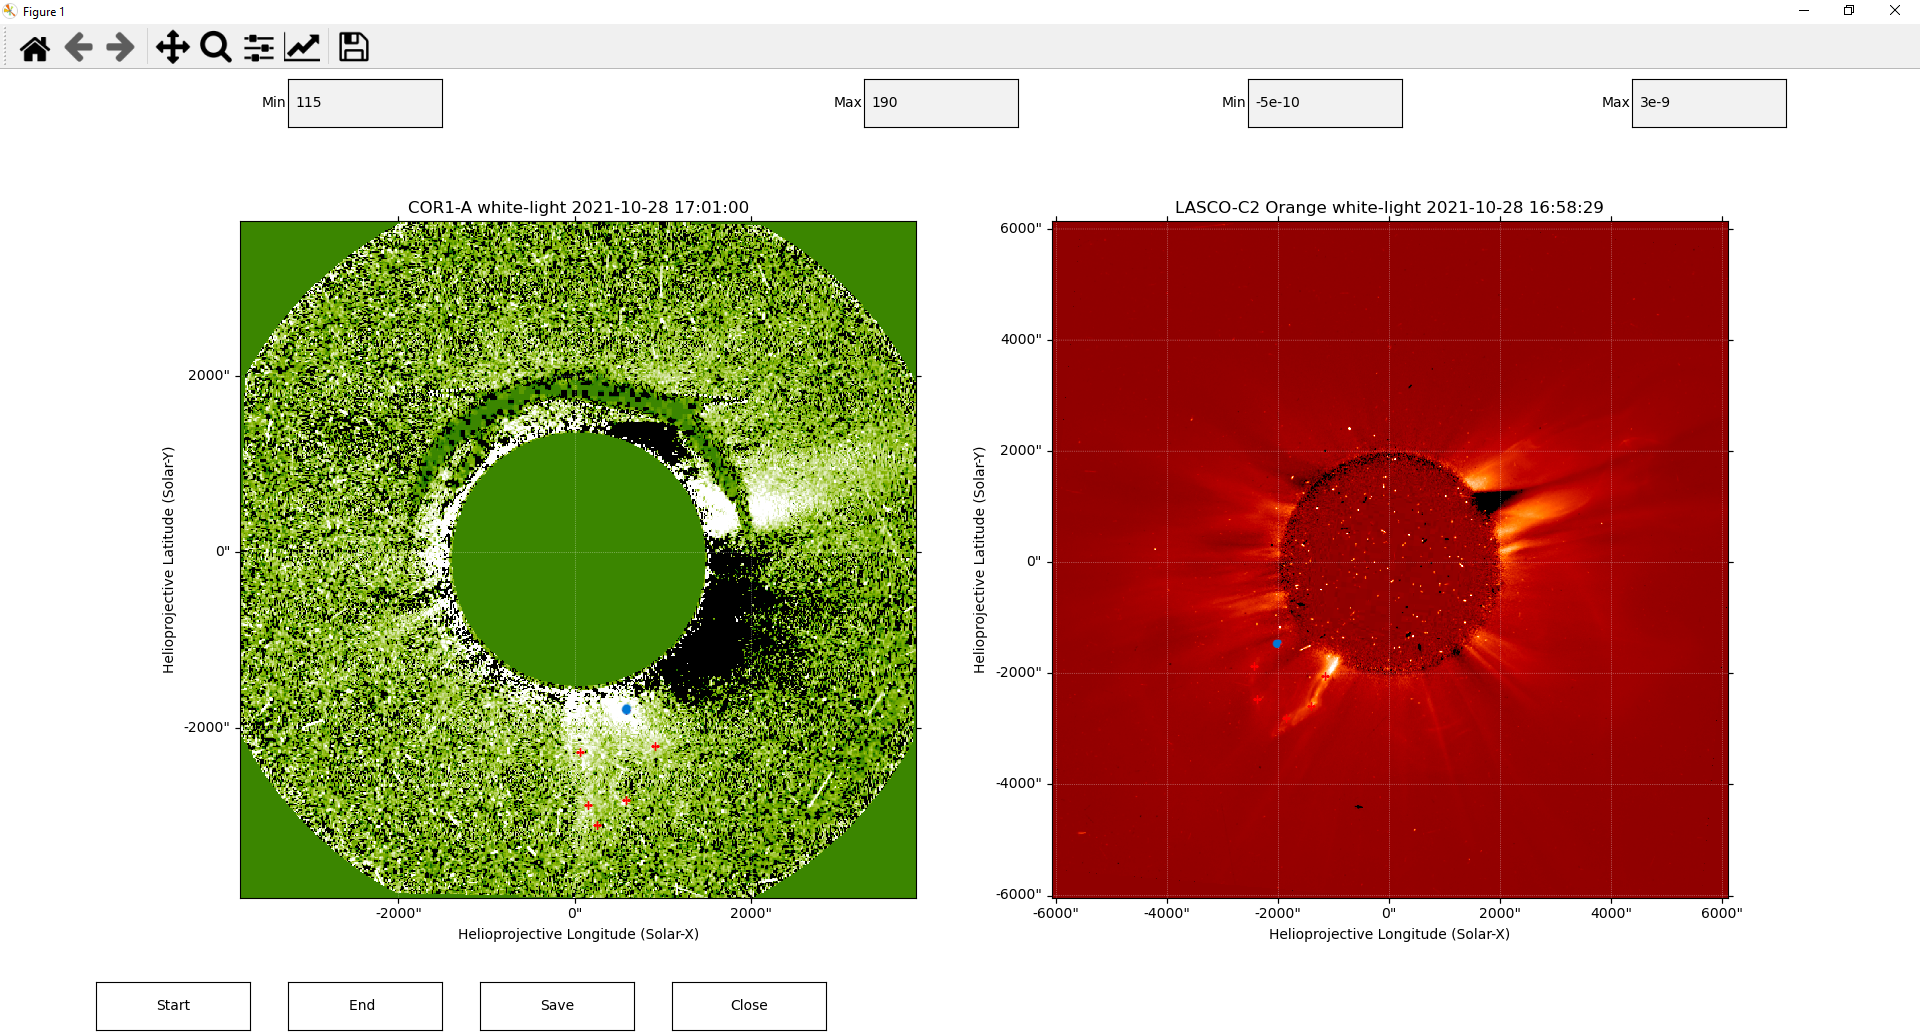 Figure 1
Min 115 Max 190 Min -5e-10 Max 3e-9
COR1-A white-light 2021-10-28 17:01:00
2000"
0"
-2000"
Helioprojective Latitude (Solar-Y)
-2000" 0" 2000"
Helioprojective Longitude (Solar-X)
LASCO-C2 Orange white-light 2021-10-28 16:58:29
6000"
4000"
2000"
0"
-2000"
-4000"
-6000"
Helioprojective Latitude (Solar-Y)
-6000" -4000" -2000" 0" 2000" 4000" 6000"
Helioprojective Longitude (Solar-X)
Start End Save Close